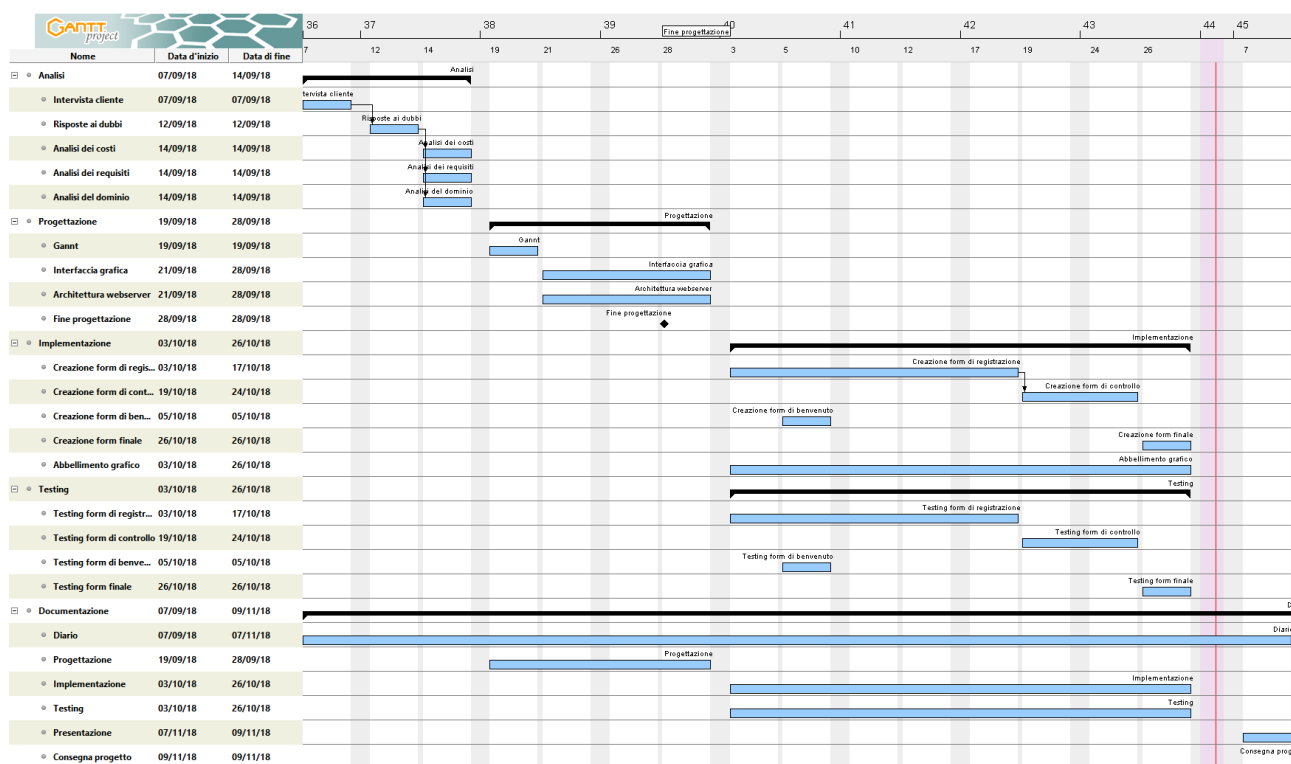 GANTT
project
36 37 38 39 40 41 42 43 44 45
Fine progettazione
Nome Data d'inizio Data di fine
7 12 14 19 21 26 28 3 5 10 12 17 19 24 26 7
Analisi 07/09/18 14/09/18 Analisi
Intervista cliente 07/09/18 07/09/18 tervista cliente
Risposte ai dubbi 12/09/18 12/09/18 Risposte ai dubbi
Analisi dei costi 14/09/18 14/09/18 Analisi dei costi
Analisi dei requisiti 14/09/18 14/09/18 Analisi dei requisiti
Analisi del dominio 14/09/18 14/09/18 Analisi del dominio
Progettazione 19/09/18 28/09/18 Progettazione
Gannt 19/09/18 19/09/18 Gannt
Interfaccia grafica 21/09/18 28/09/18 Interfaccia grafica
Architettura webserver 21/09/18 28/09/18 Architettura webserver
Fine progettazione 28/09/18 28/09/18 Fine progettazione
Implementazione 03/10/18 26/10/18 Implementazione
Creazione form di regis... 03/10/18 17/10/18 Creazione form di registrazione
Creazione form di cont... 19/10/18 24/10/18 Creazione form di controllo
Creazione form di ben... 05/10/18 05/10/18 Creazione form di benvenuto
Creazione form finale 26/10/18 26/10/18 Creazione form finale
Abbellimento grafico 03/10/18 26/10/18 Abbellimento grafico
Testing 03/10/18 26/10/18 Testing
Testing form di registr... 03/10/18 17/10/18 Testing form di registrazione
Testing form di controllo 19/10/18 24/10/18 Testing form di controllo
Testing form di benve... 05/10/18 05/10/18 Testing form di benvenuto
Testing form finale 26/10/18 26/10/18 Testing form finale
Documentazione 07/09/18 09/11/18 D
Diario 07/09/18 07/11/18 Diario
Progettazione 19/09/18 28/09/18 Progettazione
Implementazione 03/10/18 26/10/18 Implementazione
Testing 03/10/18 26/10/18 Testing
Presentazione 07/11/18 09/11/18
Consegna progetto 09/11/18 09/11/18 Consegna prog